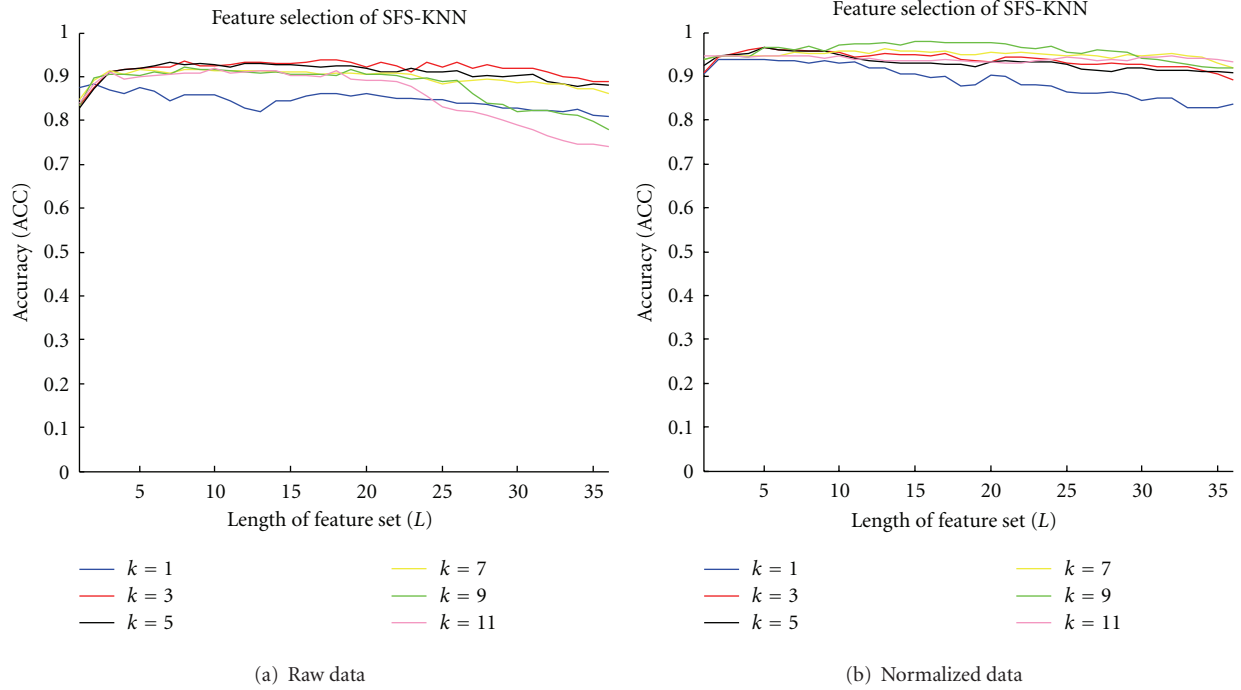 Feature selection of SFS-KNN
1
0.9
0.8
0.7
0.6
0.5
0.4
0.3
0.2
0.1
0
Accuracy (ACC)
5 10 15 20 25 30 35
Length of feature set (L)
k = 1
k = 3
k = 5
k = 7
k = 9
k = 11
(a) Raw data
Feature selection of SFS-KNN
1
0.9
0.8
0.7
0.6
0.5
0.4
0.3
0.2
0.1
0
Accuracy (ACC)
5 10 15 20 25 30 35
Length of feature set (L)
k = 1
k = 3
k = 5
k = 7
k = 9
k = 11
(b) Normalized data